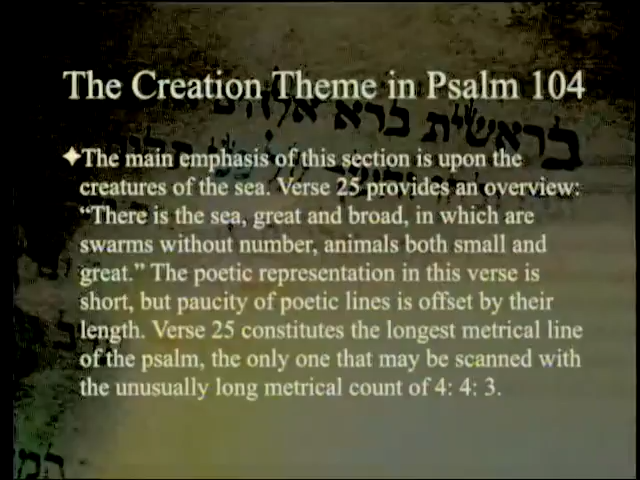 The Creation Theme in Psalm 104
בראשית ברא אלהים
✦The main emphasis of this section is upon the
creatures of the sea. Verse 25 provides an overview:
“There is the sea, great and broad, in which are
swarms without number, animals both small and
great.” The poetic representation in this verse is
short, but paucity of poetic lines is offset by their
length. Verse 25 constitutes the longest metrical line
of the psalm, the only one that may be scanned with
the unusually long metrical count of 4: 4: 3.